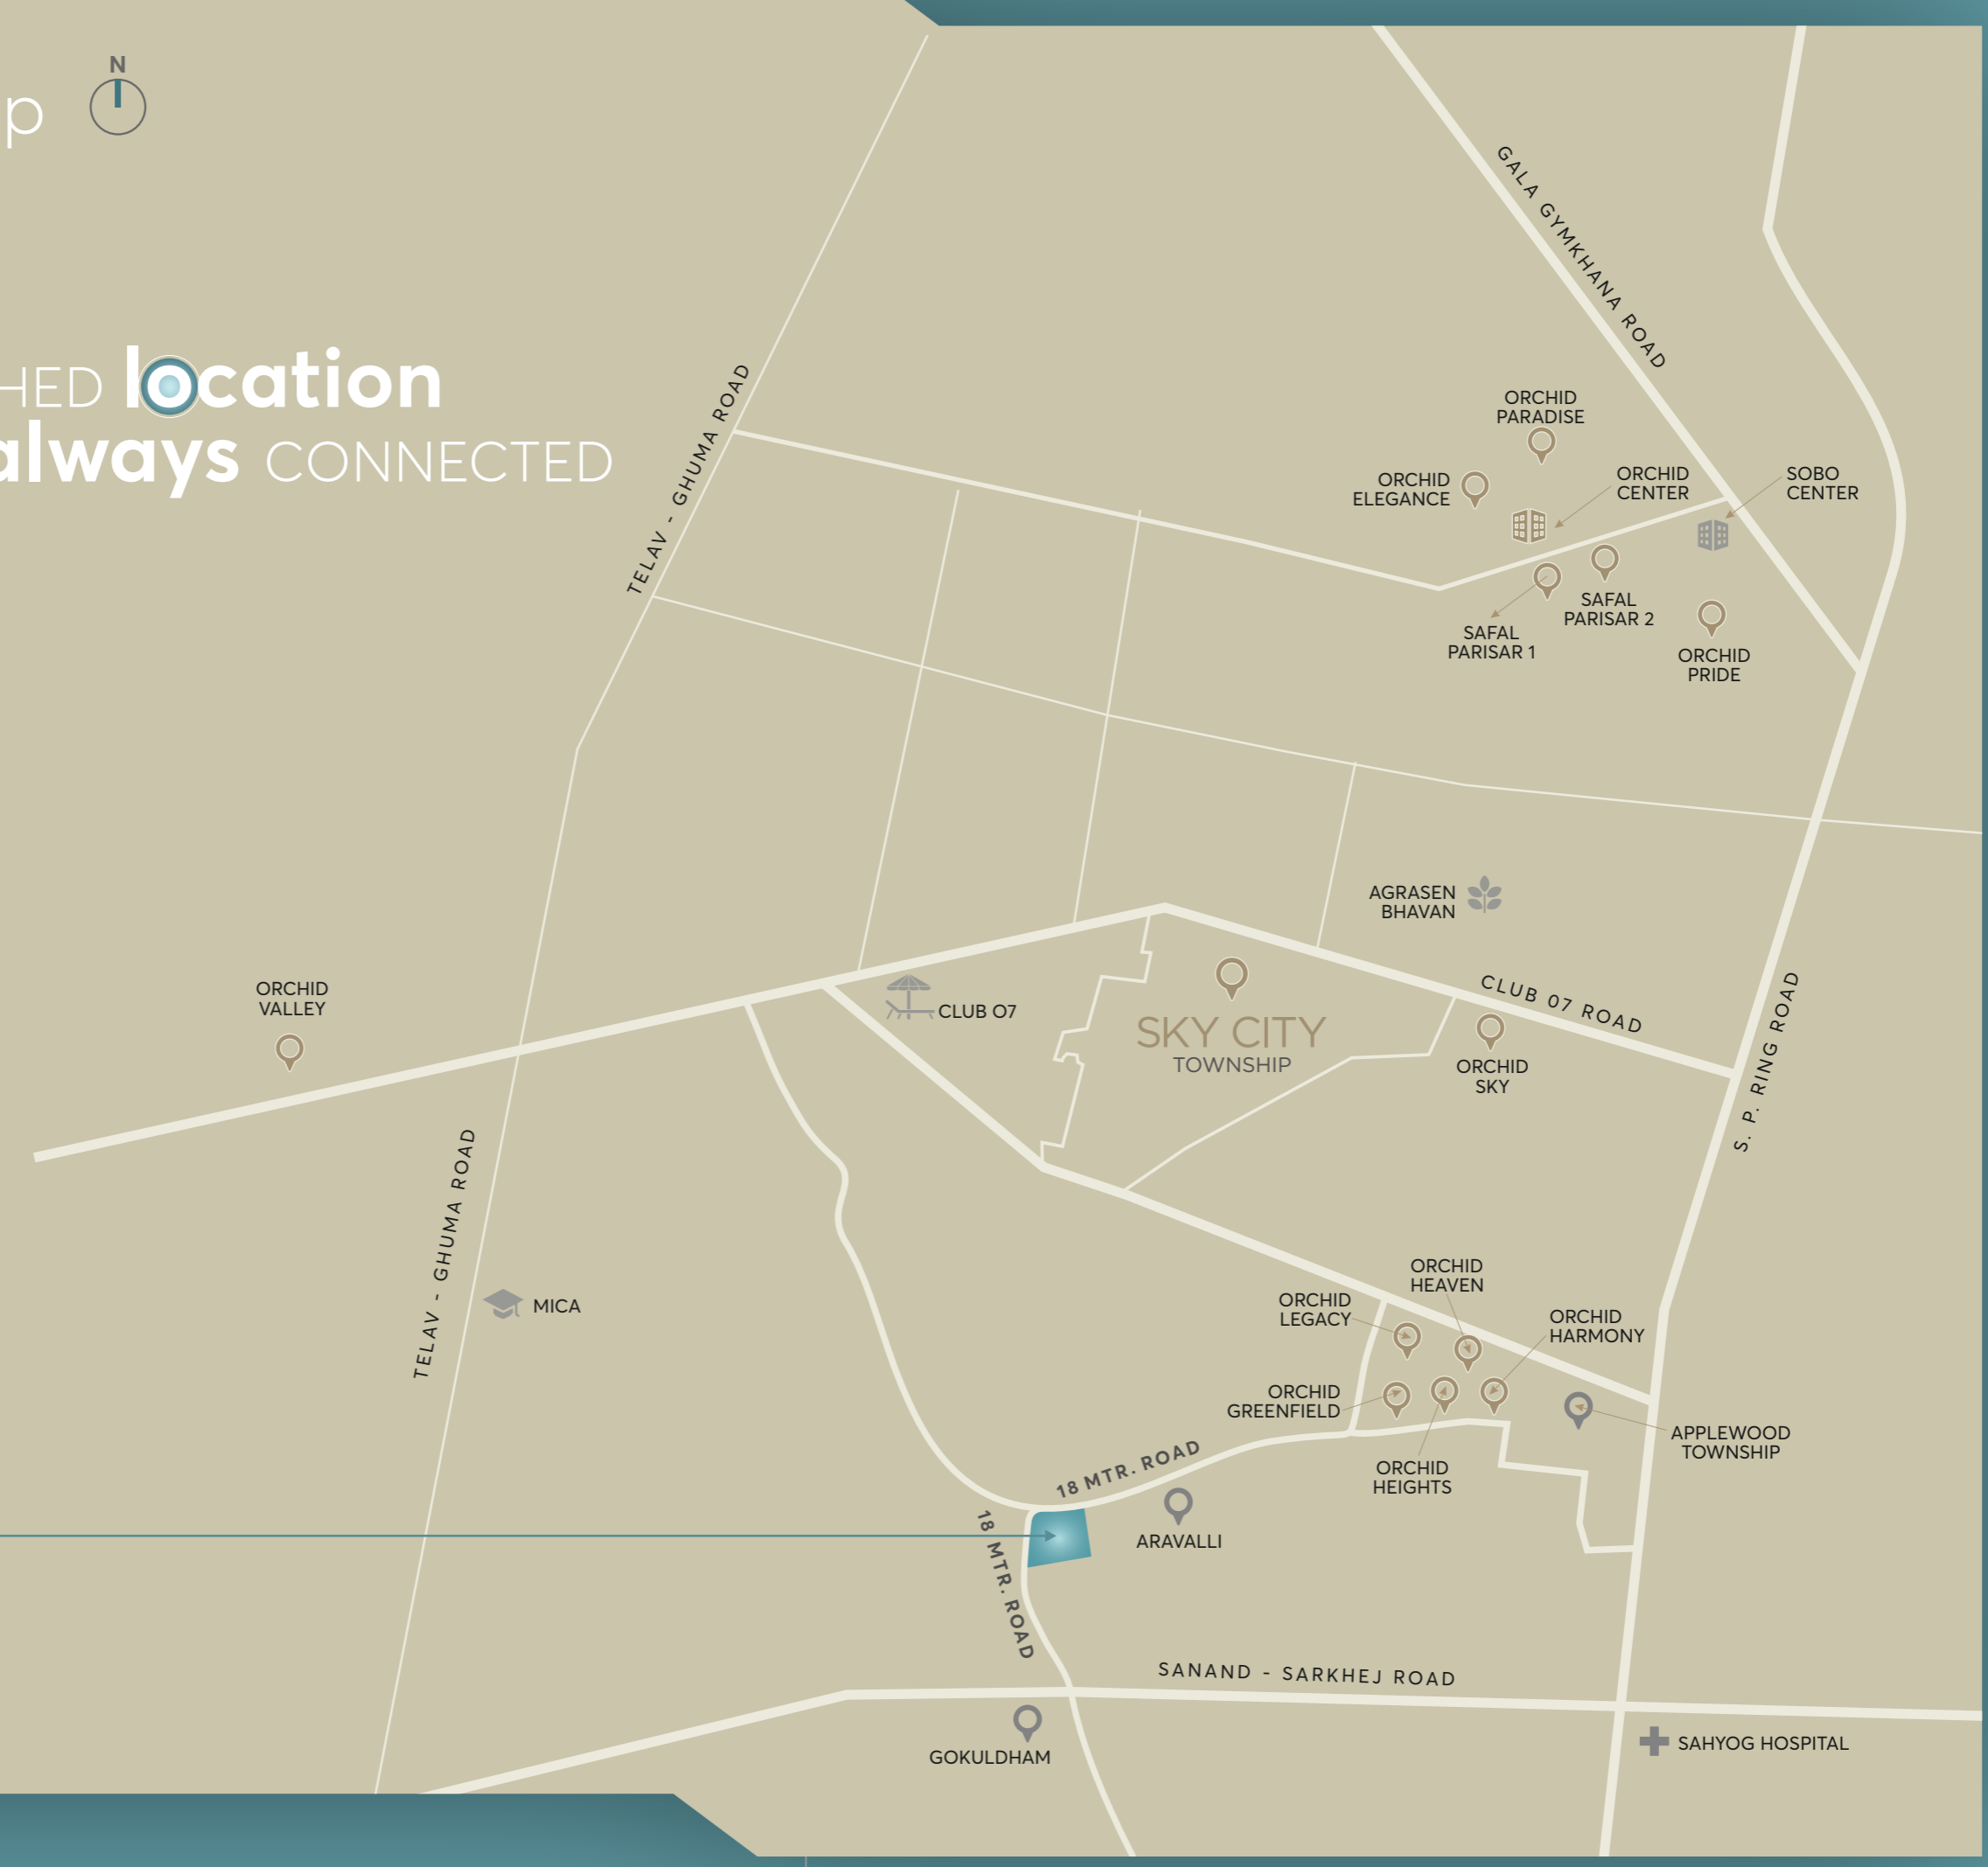 N
p
HED location
always CONNECTED
TELAV - GHUMA ROAD
GALA GYMKHANA ROAD
ORCHID
PARADISE
ORCHID
ELEGANCE
ORCHID
CENTER
SOBO
CENTER
SAFAL
PARISAR 2
SAFAL
PARISAR 1
ORCHID
PRIDE
AGRASEN
BHAVAN
ORCHID
VALLEY
CLUB O7
SKY CITY
TOWNSHIP
CLUB 07 ROAD
ORCHID
SKY
S. P. RING ROAD
TELAV - GHUMA ROAD
MICA
ORCHID
HEAVEN
ORCHID
LEGACY
ORCHID
HARMONY
ORCHID
GREENFIELD
APPLEWOOD
TOWNSHIP
ORCHID
HEIGHTS
18 MTR. ROAD
18 MTR. ROAD
ARAVALLI
SANAND - SARKHEJ ROAD
GOKULDHAM
SAHYOG HOSPITAL